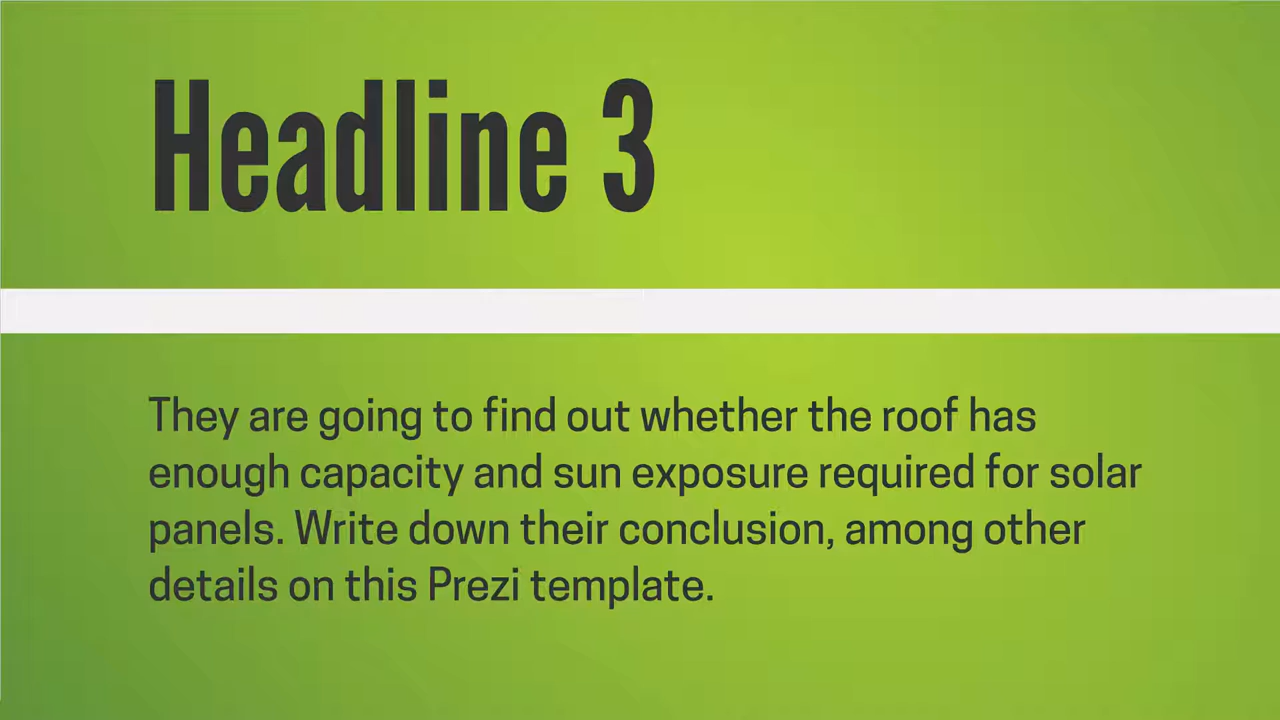 Headline 3
They are going to find out whether the roof has
enough capacity and sun exposure required for solar
panels. Write down their conclusion, among other
details on this Prezi template.